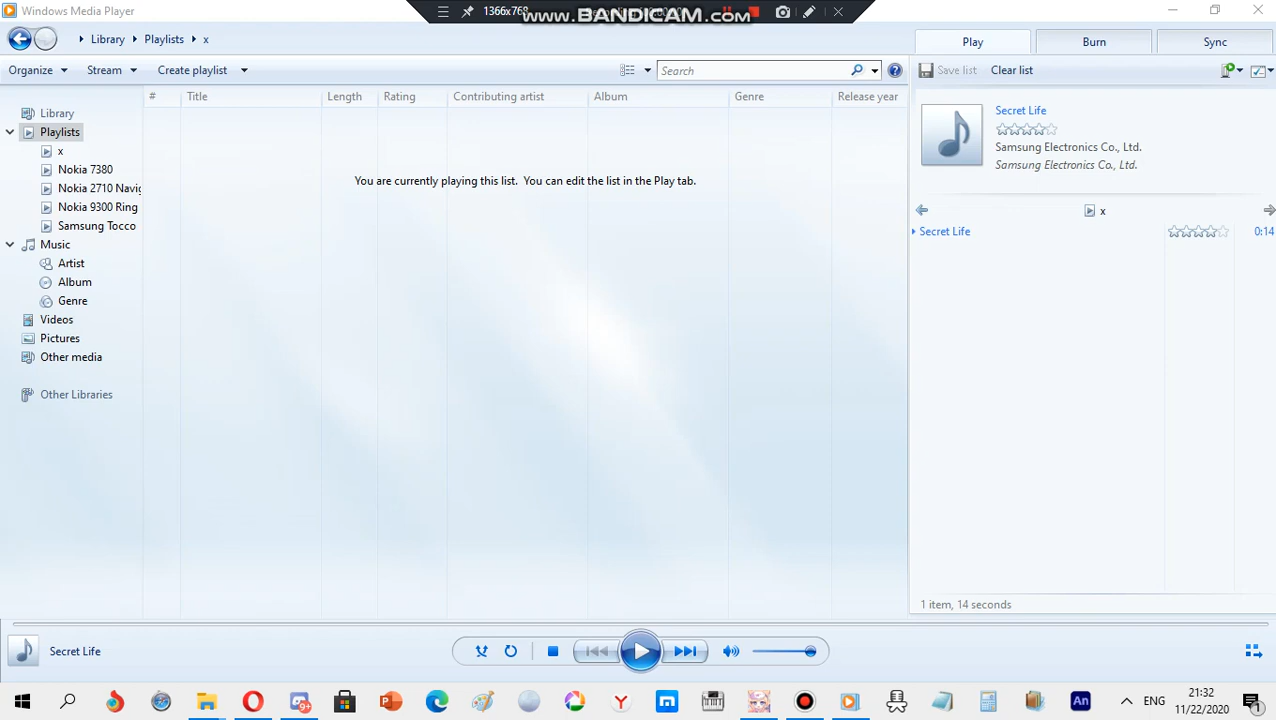 Windows Media Player
1366x768
www.BANDICAM.com
Library
Playlists
x
Play
Burn
Sync
Organize
Stream
Create playlist
Search
Save list
Clear list
#
Title
Length
Rating
Contributing artist
Album
Genre
Release year
Library
Playlists
x
Nokia 7380
Nokia 2710 Navig
Nokia 9300 Ring
Samsung Tocco
Music
Artist
Album
Genre
Videos
Pictures
Other media
Other Libraries
You are currently playing this list. You can edit the list in the Play tab.
Secret Life
Samsung Electronics Co., Ltd.
Samsung Electronics Co., Ltd.
x
Secret Life
0:14
1 item, 14 seconds
Secret Life
ENG
21:32
11/22/2020